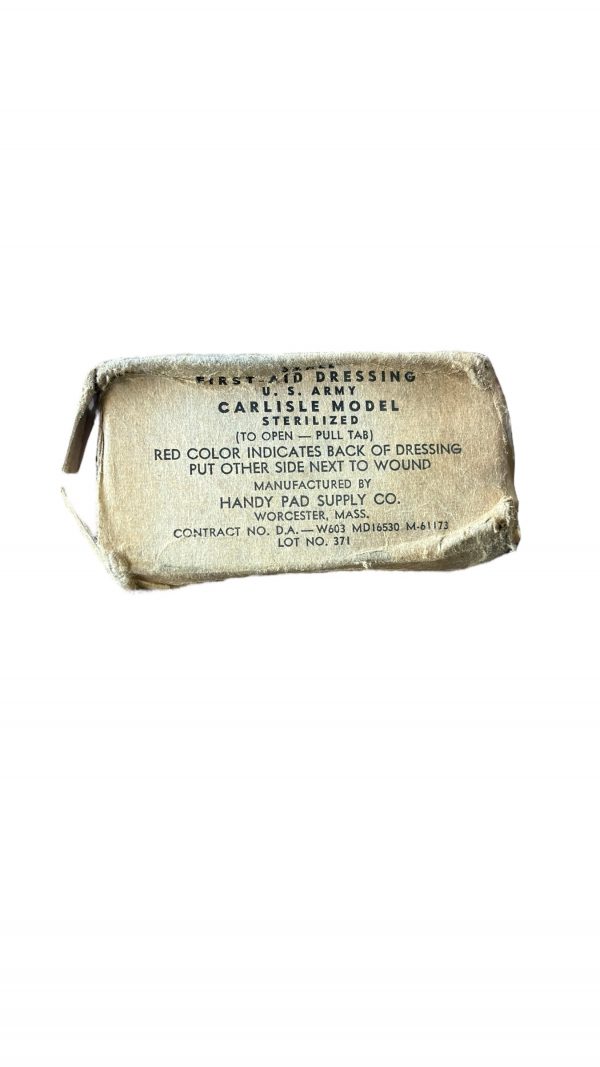 FIRST-AID DRESSING
U. S. ARMY
CARLISLE MODEL
STERILIZED
(TO OPEN — PULL TAB)
RED COLOR INDICATES BACK OF DRESSING
PUT OTHER SIDE NEXT TO WOUND
MANUFACTURED BY
HANDY PAD SUPPLY CO.
WORCESTER, MASS.
CONTRACT NO. D.A.—W603 MD16530 M-61173
LOT NO. 371